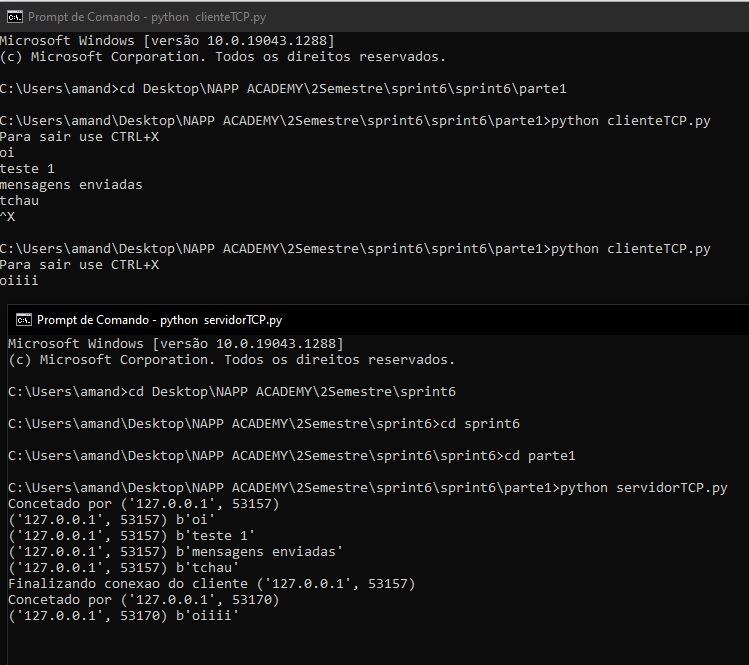 Prompt de Comando - python clienteTCP.py
Microsoft Windows [versão 10.0.19043.1288]
(c) Microsoft Corporation. Todos os direitos reservados.
C:\Users\amand>cd Desktop\NAPP ACADEMY\2Semestre\sprint6\sprint6\parte1
C:\Users\amand\Desktop\NAPP ACADEMY\2Semestre\sprint6\sprint6\parte1>python clienteTCP.py
Para sair use CTRL+X
oi
teste 1
mensagens enviadas
tchau
^X
C:\Users\amand\Desktop\NAPP ACADEMY\2Semestre\sprint6\sprint6\parte1>python clienteTCP.py
Para sair use CTRL+X
oiiii
Prompt de Comando - python servidorTCP.py
Microsoft Windows [versão 10.0.19043.1288]
(c) Microsoft Corporation. Todos os direitos reservados.
C:\Users\amand>cd Desktop\NAPP ACADEMY\2Semestre\sprint6
C:\Users\amand\Desktop\NAPP ACADEMY\2Semestre\sprint6>cd sprint6
C:\Users\amand\Desktop\NAPP ACADEMY\2Semestre\sprint6\sprint6>cd parte1
C:\Users\amand\Desktop\NAPP ACADEMY\2Semestre\sprint6\sprint6\parte1>python servidorTCP.py
Concetado por ('127.0.0.1', 53157)
('127.0.0.1', 53157) b'oi'
('127.0.0.1', 53157) b'teste 1'
('127.0.0.1', 53157) b'mensagens enviadas'
('127.0.0.1', 53157) b'tchau'
Finalizando conexao do cliente ('127.0.0.1', 53157)
Concetado por ('127.0.0.1', 53170)
('127.0.0.1', 53170) b'oiiii'